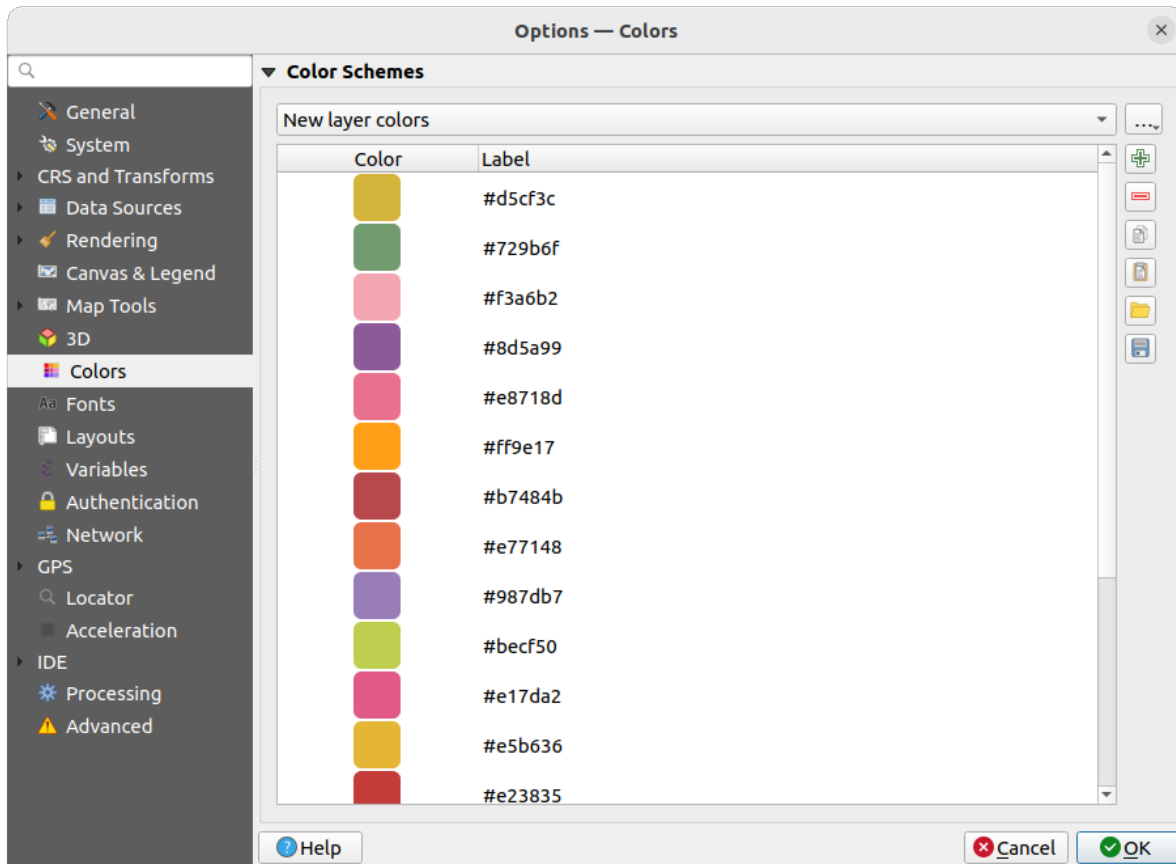 Options — Colors
Color Schemes
General
System
CRS and Transforms
Data Sources
Rendering
Canvas & Legend
Map Tools
3D
Colors
Aa Fonts
Layouts
ε Variables
Authentication
Network
GPS
Locator
Acceleration
IDE
Processing
Advanced
New layer colors
...
Color Label
#d5cf3c
#729b6f
#f3a6b2
#8d5a99
#e8718d
#ff9e17
#b7484b
#e77148
#987db7
#becf50
#e17da2
#e5b636
#e23835
? Help
Cancel
OK